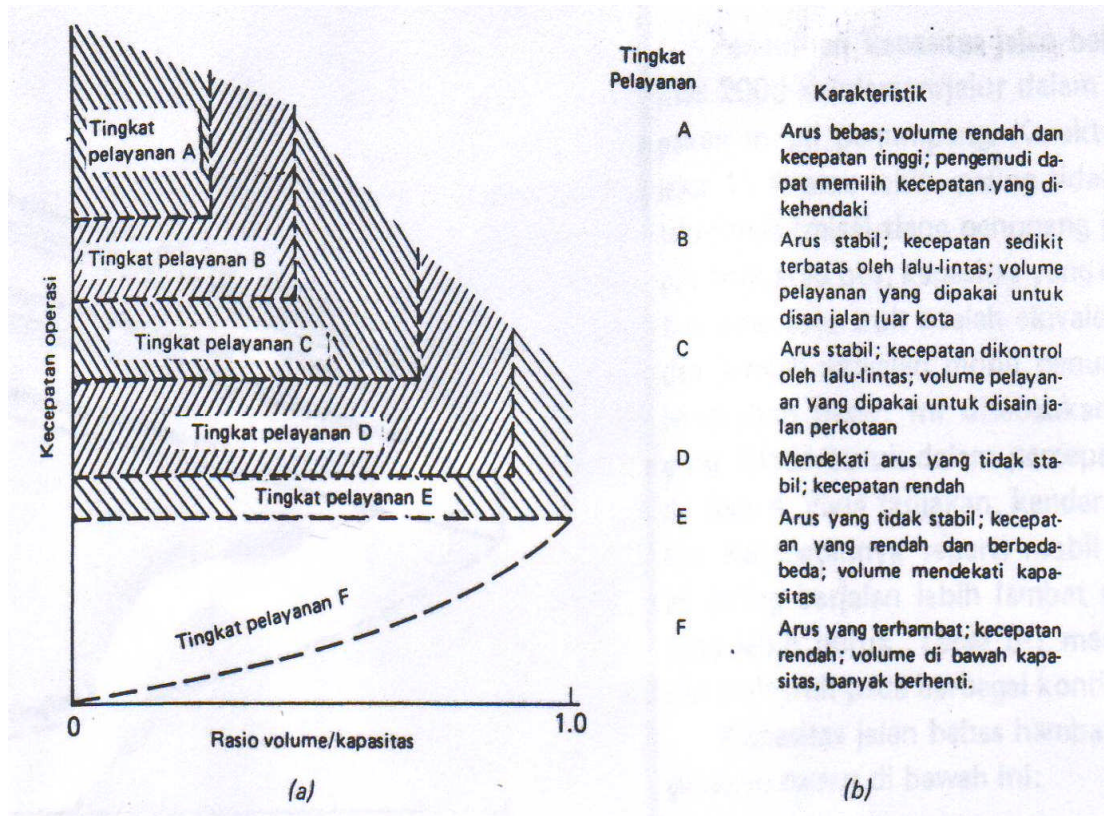 Tingkat
pelayanan A
Tingkat pelayanan B
Tingkat pelayanan C
Tingkat pelayanan D
Tingkat pelayanan E
Tingkat pelayanan F
Kecepatan operasi
0
1.0
Rasio volume/kapasitas
(a)
Tingkat
Pelayanan
Karakteristik
A
Arus bebas; volume rendah dan
kecepatan tinggi; pengemudi da-
pat memilih kecepatan yang di-
kehendaki
B
Arus stabil; kecepatan sedikit
terbatas oleh lalu-lintas; volume
pelayanan yang dipakai untuk
disan jalan luar kota
C
Arus stabil; kecepatan dikontrol
oleh lalu-lintas; volume pelayan-
an yang dipakai untuk disain ja-
lan perkotaan
D
Mendekati arus yang tidak sta-
bil; kecepatan rendah
E
Arus yang tidak stabil; kecepat-
an yang rendah dan berbeda-
beda; volume mendekati kapa-
sitas
F
Arus yang terhambat; kecepatan
rendah; volume di bawah kapa-
sitas, banyak berhenti.
(b)